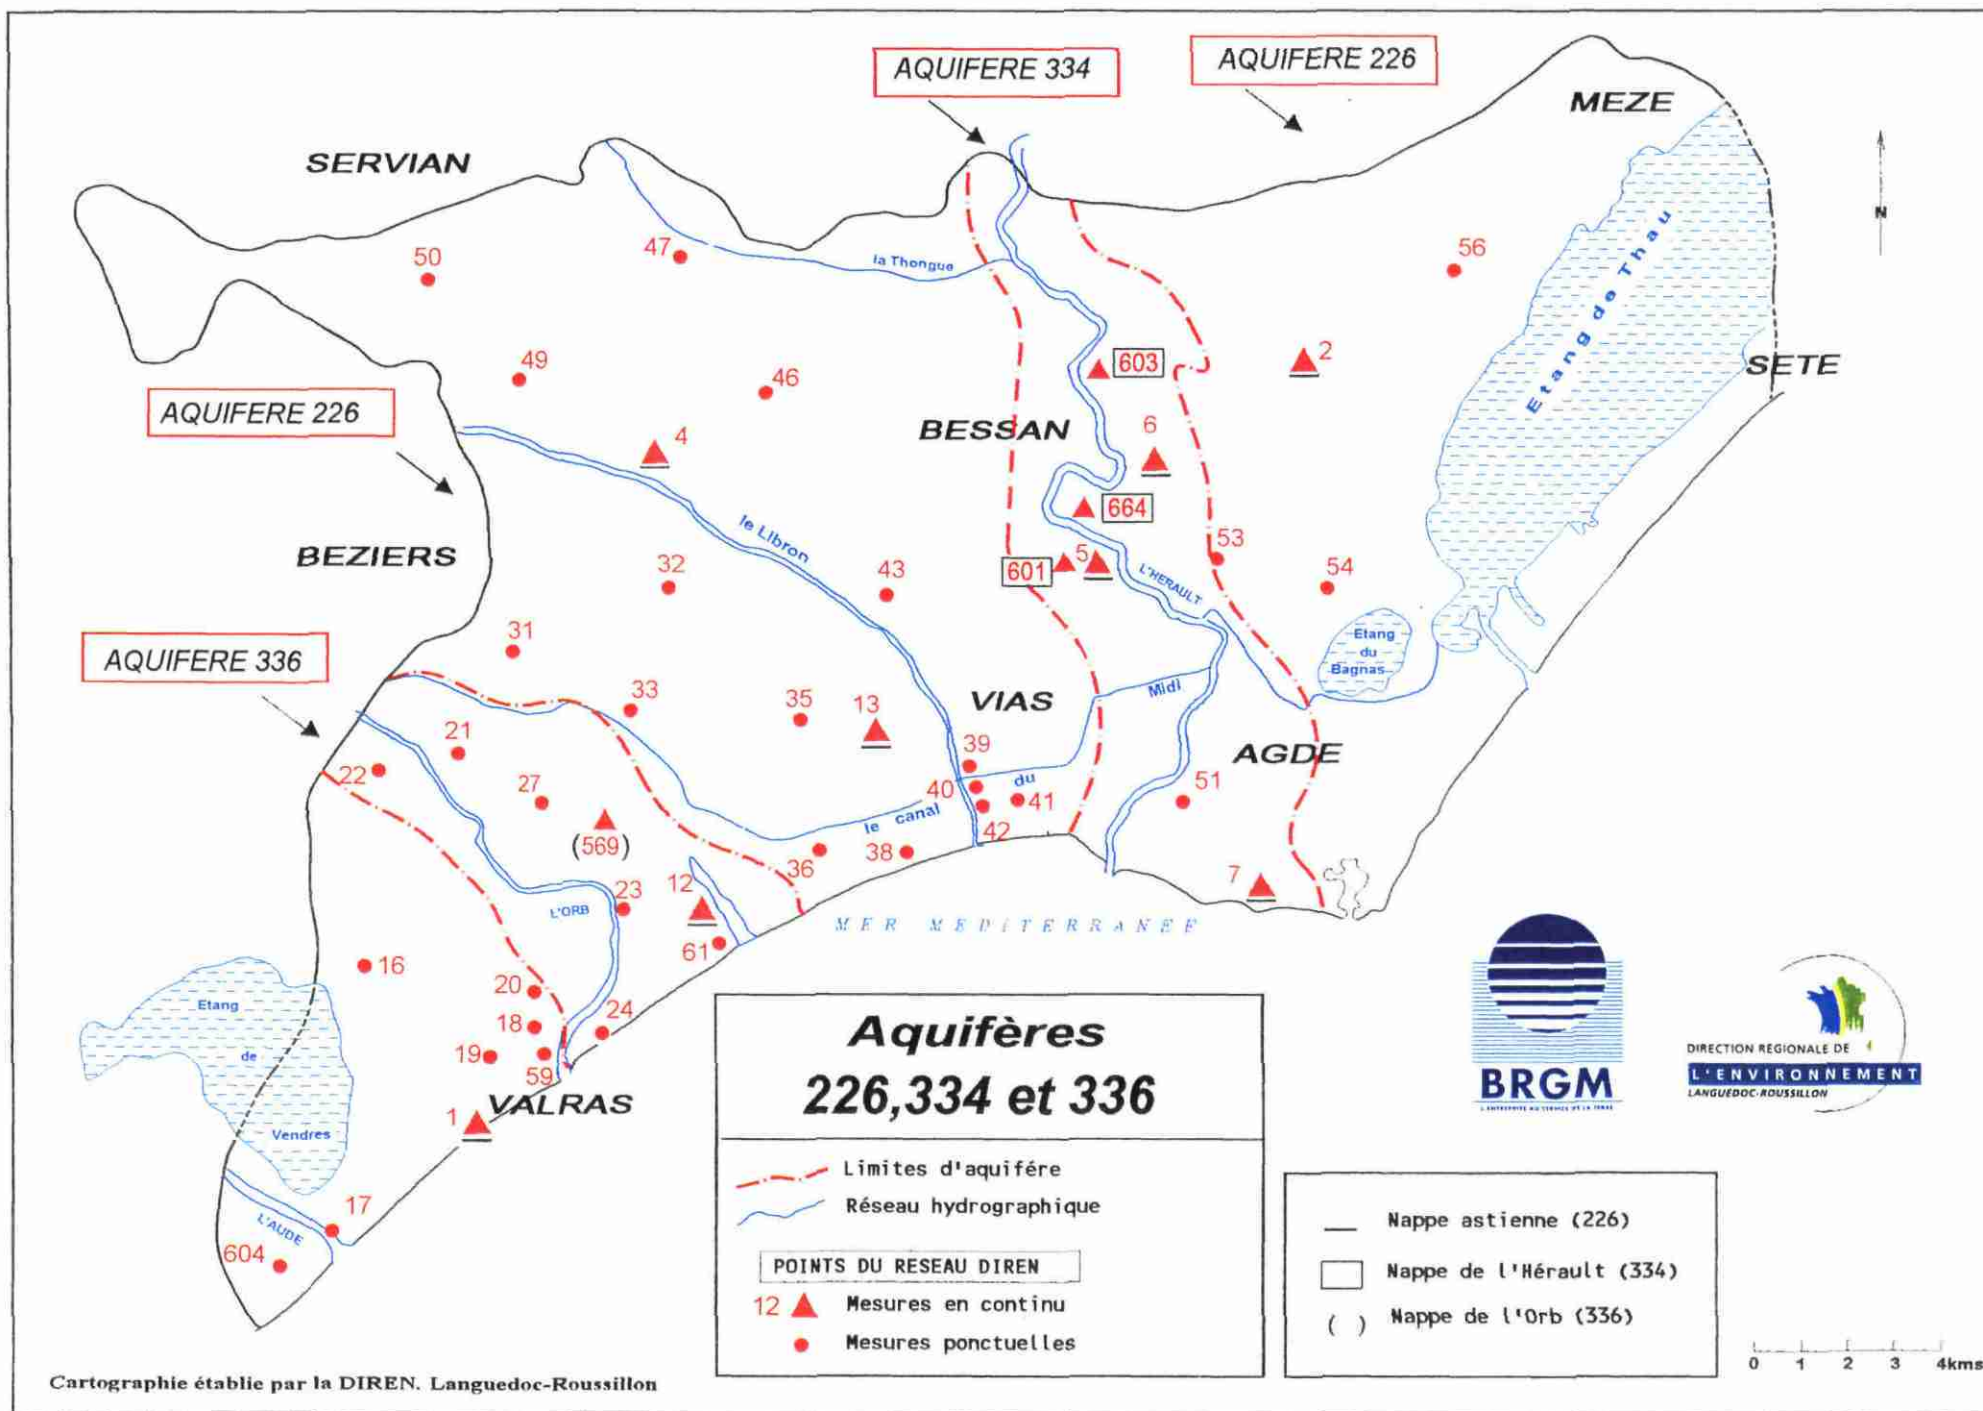 AQUIFERE 334
AQUIFERE 226
MEZE
SERVIAN
N
50
47
la Thongue
56
Etang de Thau
49
46
603
2
SETE
AQUIFERE 226
4
BESSAN
6
le Libron
664
BEZIERS
32
43
601
5
L'HERAULT
53
54
31
Etang
du
Bagnas
AQUIFERE 336
33
35
13
VIAS
Midi
21
39
AGDE
22
27
40
du
41
51
(569)
le canal
42
36
38
7
23
12
L'ORB
MER MEDITERRANEE
61
16
20
24
Etang
18
de
19
59
VALRAS
1
Vendres
17
L'AUDE
604
Aquifères
226,334 et 336
Limites d'aquifére
Réseau hydrographique
POINTS DU RESEAU DIREN
12 Mesures en continu
Mesures ponctuelles
BRGM
L'ENTREPRISE AU SERVICE DE LA TERRE
DIRECTION REGIONALE DE
L'ENVIRONNEMENT
LANGUEDOC-ROUSSILLON
Nappe astienne (226)
Nappe de l'Hérault (334)
( ) Nappe de l'Orb (336)
0 1 2 3 4kms
Cartographie établie par la DIREN. Languedoc-Roussillon